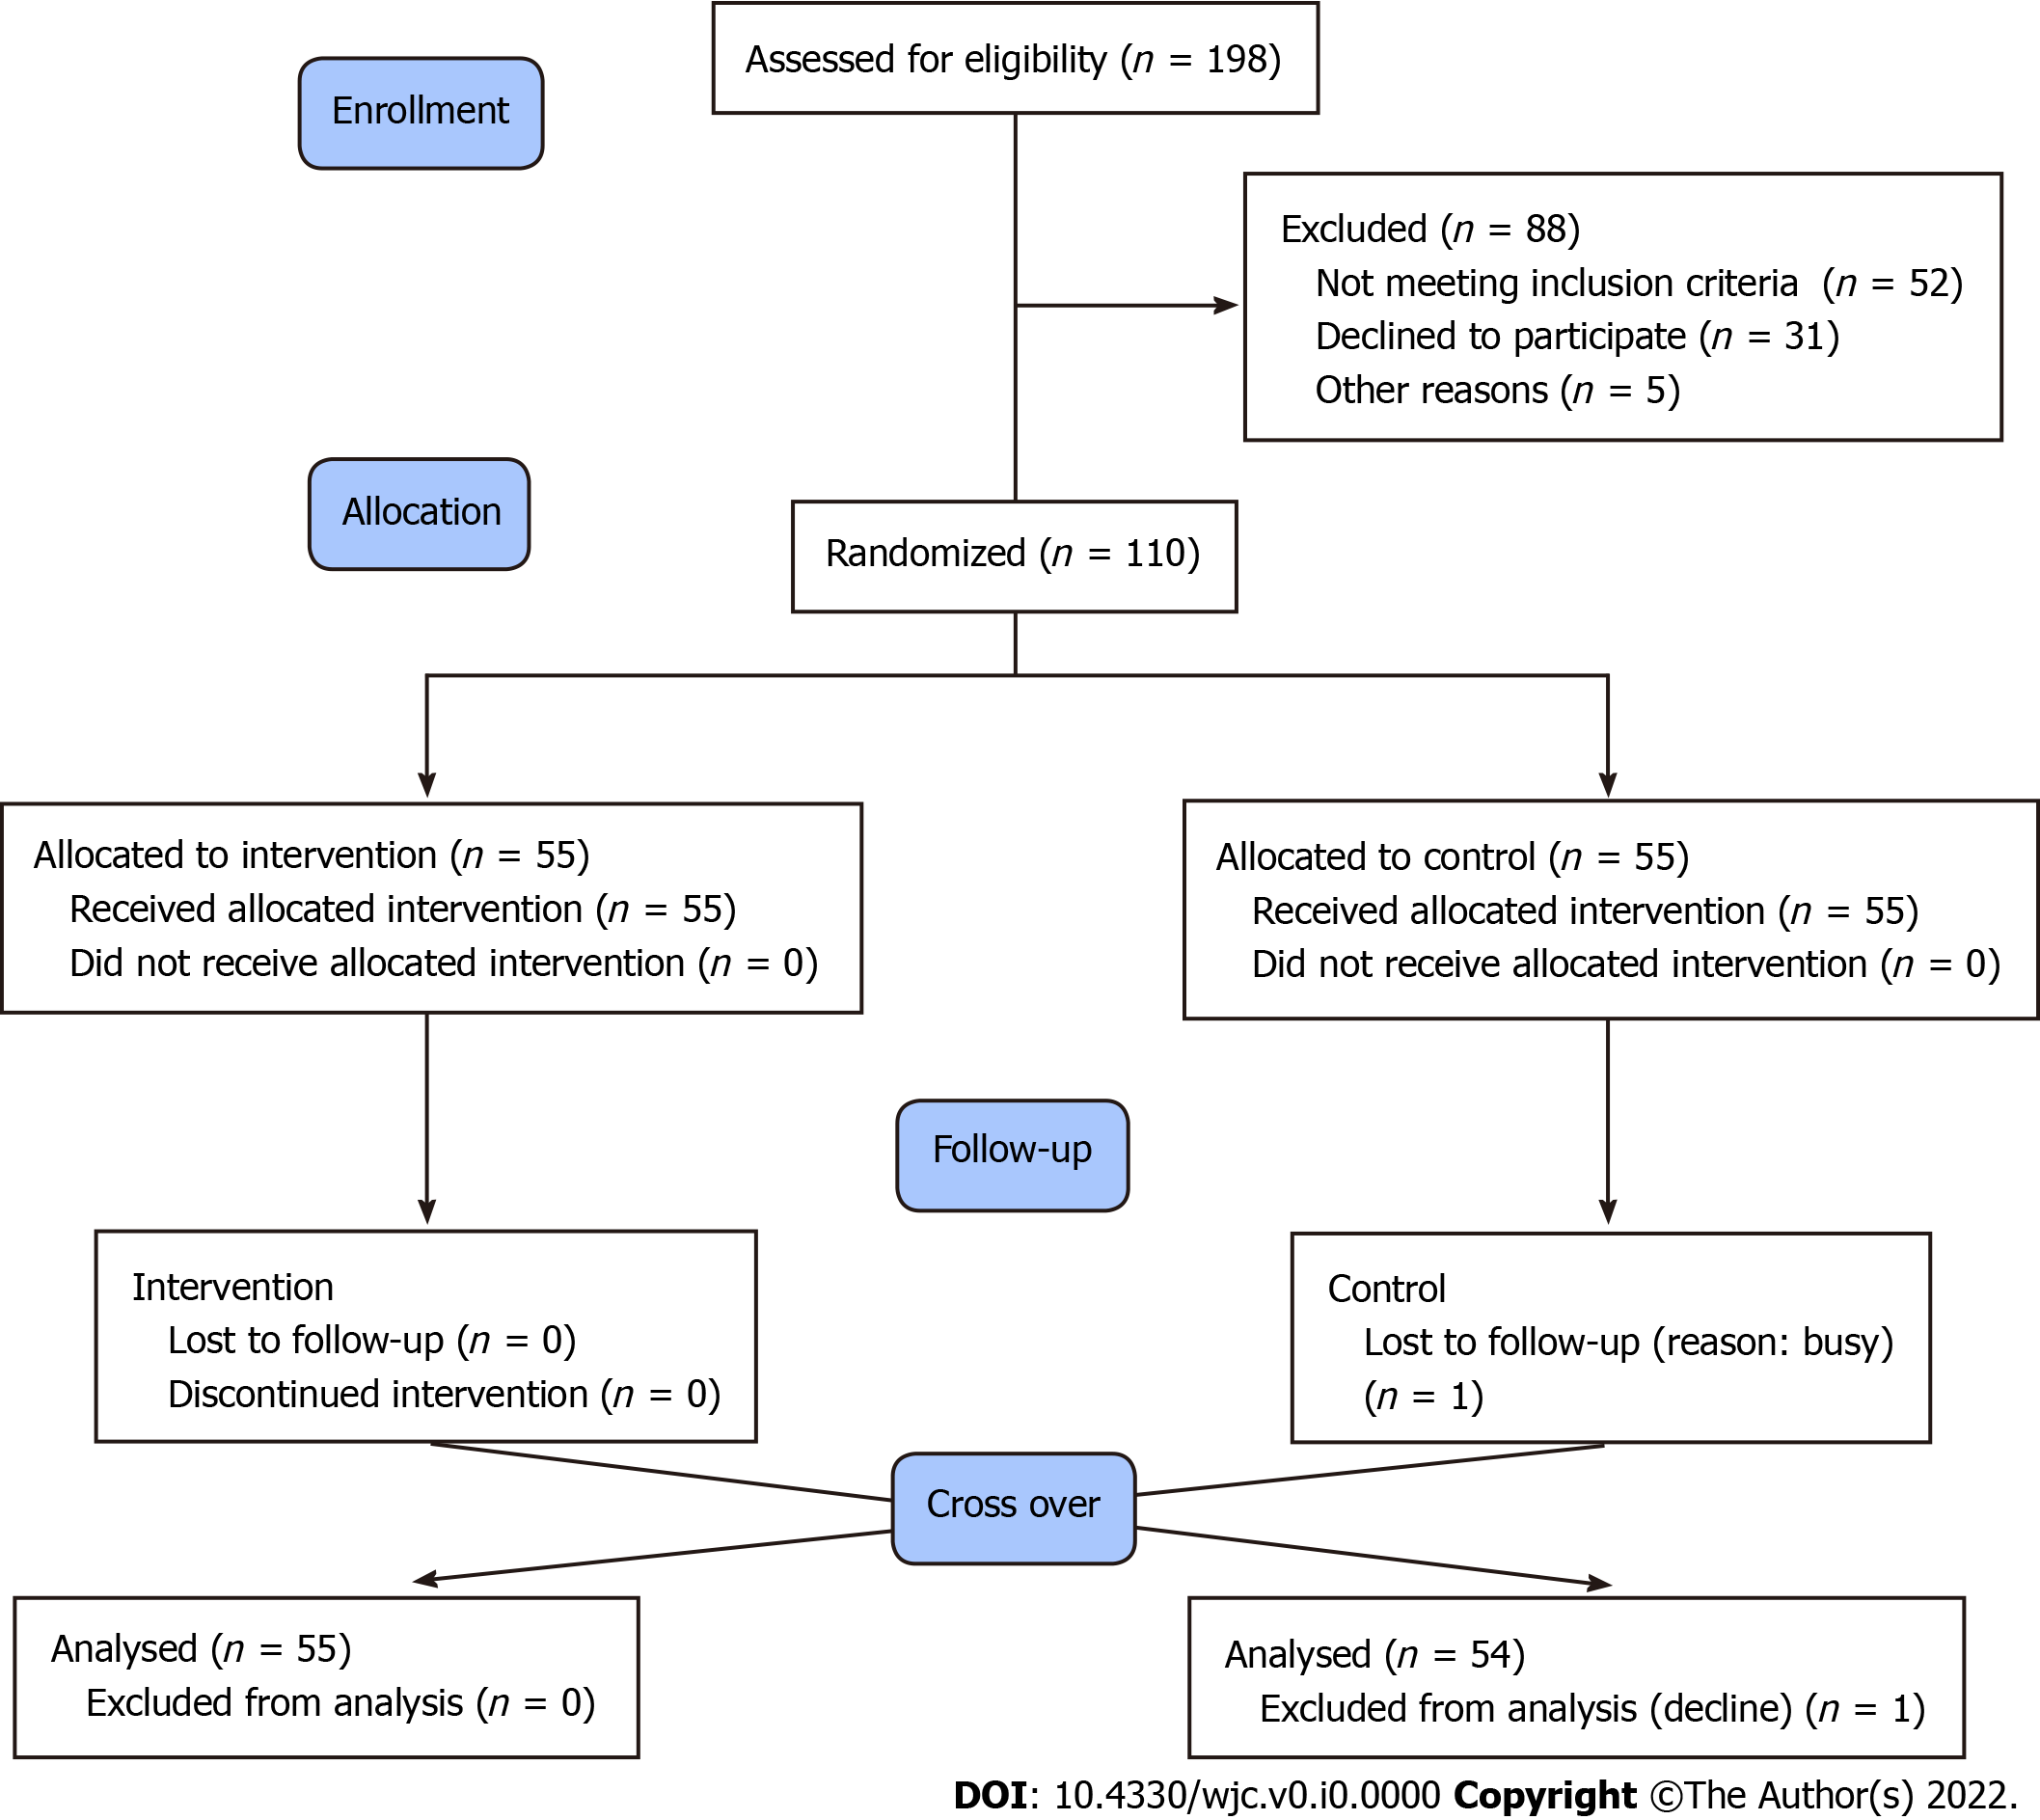 Assessed for eligibility (n = 198)
Enrollment
Excluded (n = 88)
Not meeting inclusion criteria (n = 52)
Declined to participate (n = 31)
Other reasons (n = 5)
Allocation
Randomized (n = 110)
Allocated to intervention (n = 55)
Received allocated intervention (n = 55)
Did not receive allocated intervention (n = 0)
Allocated to control (n = 55)
Received allocated intervention (n = 55)
Did not receive allocated intervention (n = 0)
Follow-up
Intervention
Lost to follow-up (n = 0)
Discontinued intervention (n = 0)
Control
Lost to follow-up (reason: busy)
(n = 1)
Cross over
Analysed (n = 55)
Excluded from analysis (n = 0)
Analysed (n = 54)
Excluded from analysis (decline) (n = 1)
DOI: 10.4330/wjc.v0.i0.0000 Copyright ©The Author(s) 2022.